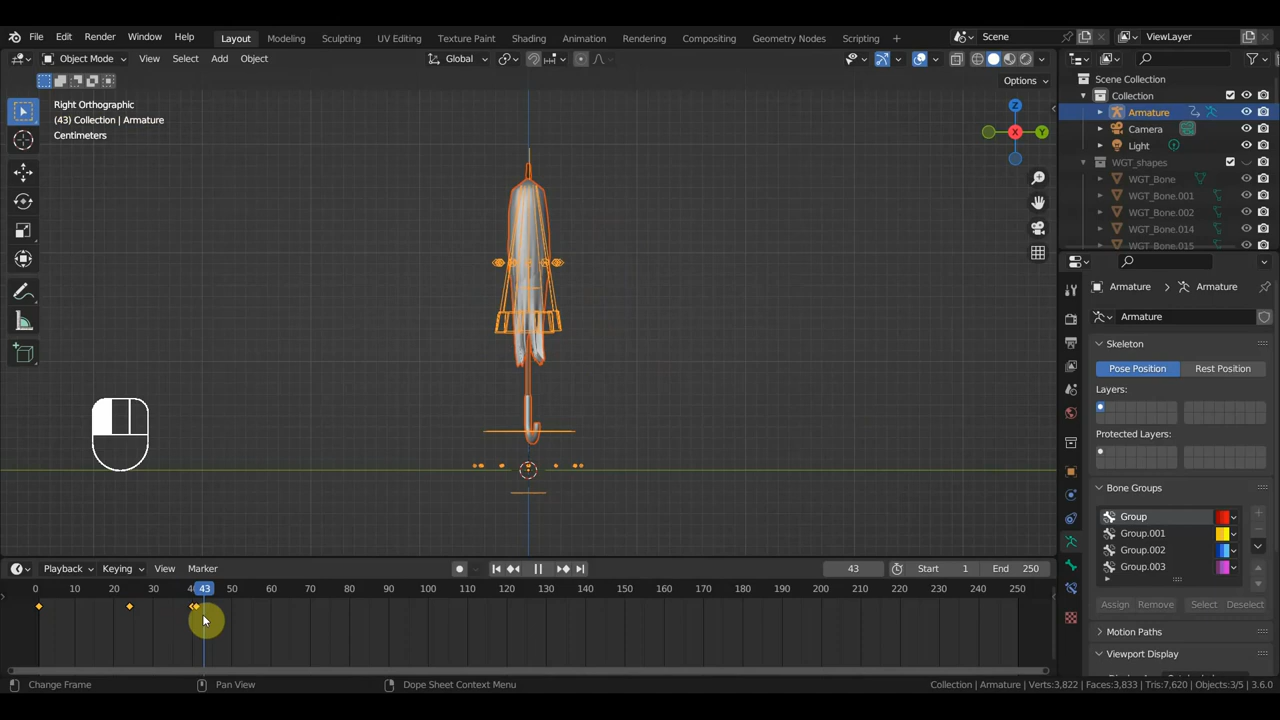 File Edit Render Window Help Layout Modeling Sculpting UV Editing Texture Paint Shading Animation Rendering Compositing Geometry Nodes Scripting + Scene ViewLayer
Object Mode View Select Add Object Global
Options
Right Orthographic
(43) Collection | Armature
Centimeters
Z
Y
X
Scene Collection
Collection
Armature
Camera
Light
WGT_shapes
WGT_Bone
WGT_Bone.001
WGT_Bone.002
WGT_Bone.014
WGT_Bone.015
Armature > Armature
Armature
Skeleton
Pose Position Rest Position
Layers:
Protected Layers:
Bone Groups
Group
Group.001
Group.002
Group.003
Assign Remove Select Deselect
Motion Paths
Viewport Display
Playback Keying View Marker 43 Start 1 End 250
0 10 20 30 4 43 50 60 70 80 90 100 110 120 130 140 150 160 170 180 190 200 210 220 230 240 250
Change Frame Pan View Dope Sheet Context Menu Collection | Armature | Verts:3,822 | Faces:3,833 | Tris:7,620 | Objects:3/5 | 3.6.0